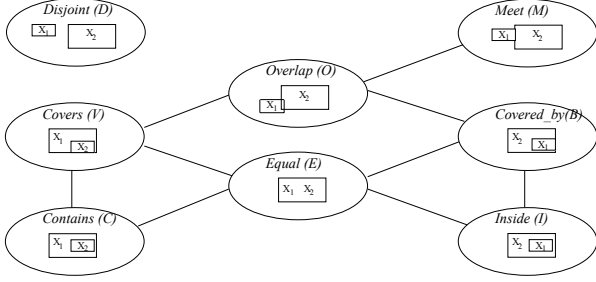 Disjoint (D)
X1
X2
Meet (M)
X1
X2
Overlap (O)
X2
X1
Covers (V)
X1
X2
Covered_by(B)
X2
X1
Equal (E)
X1 X2
Contains (C)
X1
X2
Inside (I)
X2
X1